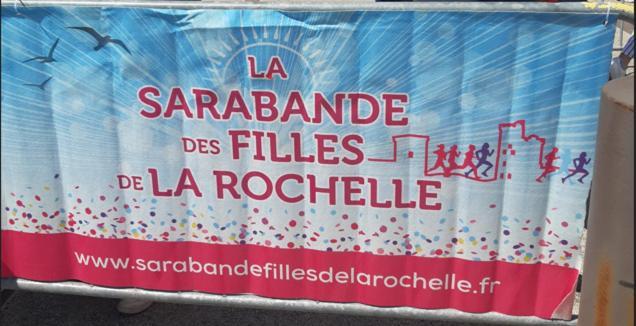 LA
SARABANDE
DES FILLES
DE LA ROCHELLE
www.sarabandefillesdelarochelle.fr